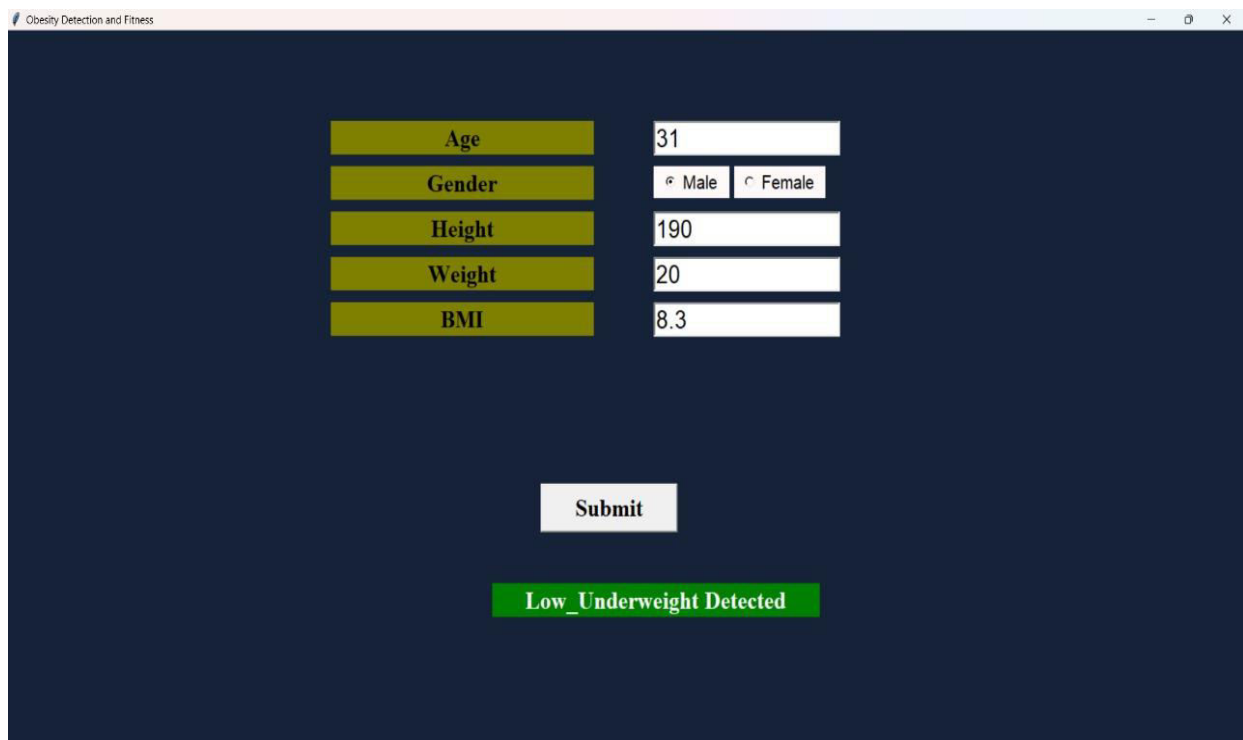 Obesity Detection and Fitness
Age 31
Gender Male Female
Height 190
Weight 20
BMI 8.3
Submit
Low_Underweight Detected